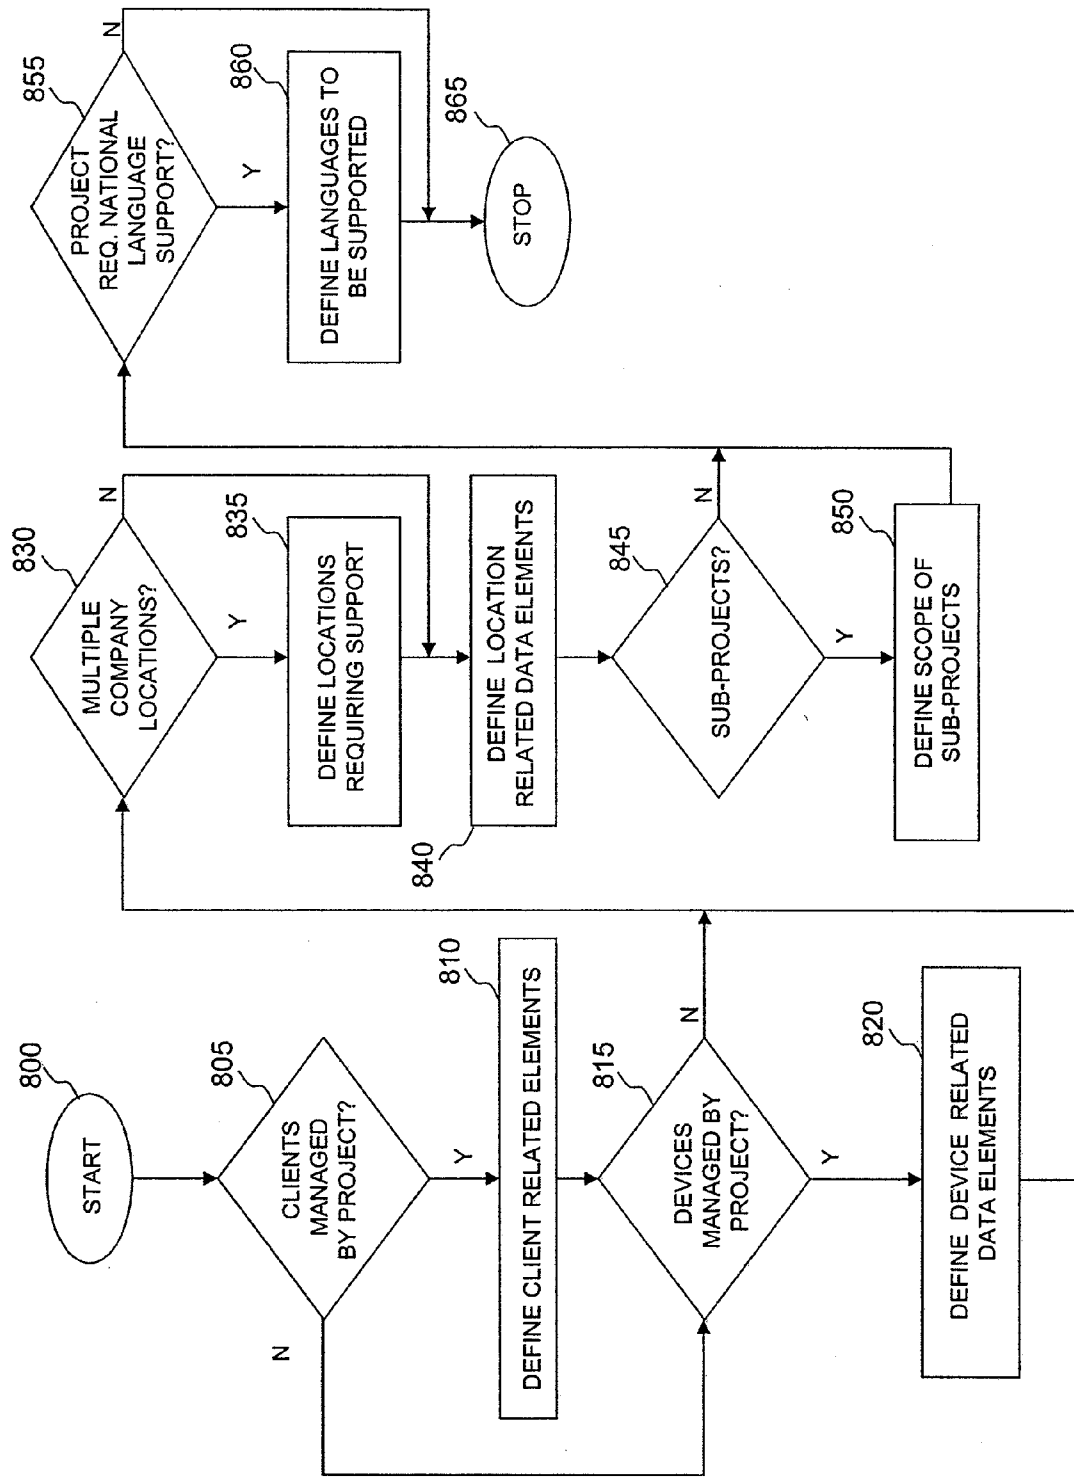 800
START
805
CLIENTS
MANAGED
BY PROJECT?
N
Y
810
DEFINE CLIENT RELATED ELEMENTS
815
DEVICES
MANAGED BY
PROJECT?
N
Y
820
DEFINE DEVICE RELATED
DATA ELEMENTS
830
MULTIPLE
COMPANY
LOCATIONS?
N
Y
835
DEFINE LOCATIONS
REQUIRING SUPPORT
840
DEFINE LOCATION
RELATED DATA ELEMENTS
845
SUB-PROJECTS?
N
Y
850
DEFINE SCOPE OF
SUB-PROJECTS
855
PROJECT
REQ. NATIONAL
LANGUAGE
SUPPORT?
N
Y
860
DEFINE LANGUAGES TO
BE SUPPORTED
865
STOP